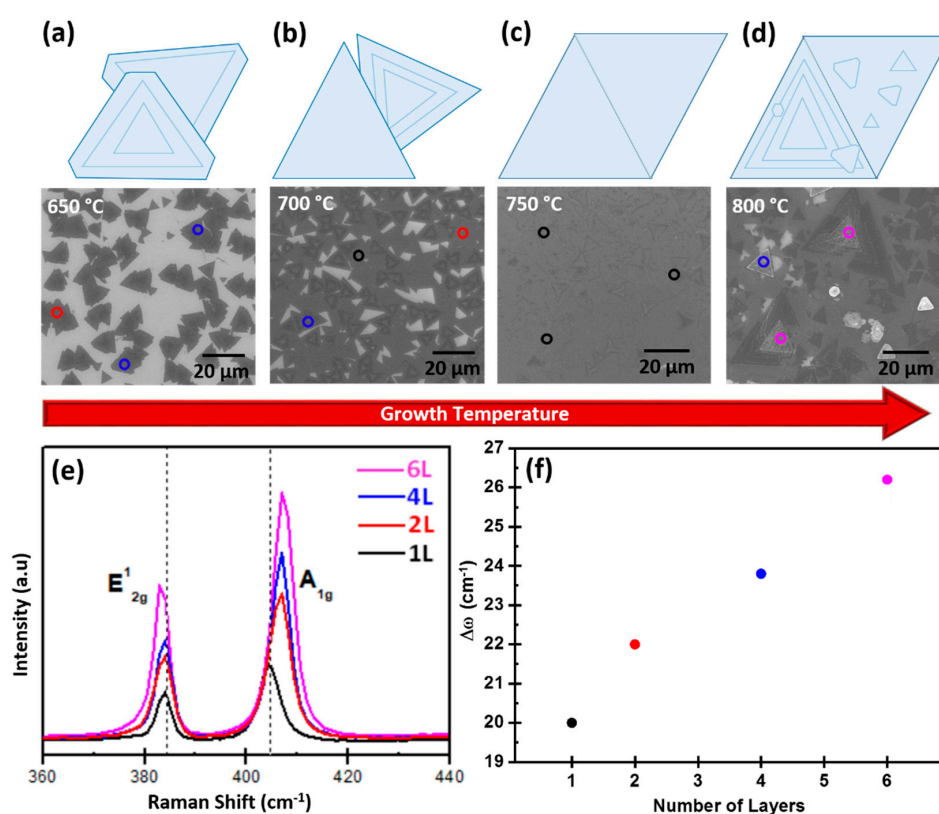 (a) (b) (c) (d)
650 °C 700 °C 750 °C 800 °C
20 µm 20 µm 20 µm 20 µm
Growth Temperature
(e)
6L
4L
2L
1L
E¹₂g
A₁g
Intensity (a.u)
360 380 400 420 440
Raman Shift (cm⁻¹)
(f)
27
26
25
24
23
22
21
20
19
Δω (cm⁻¹)
1 2 3 4 5 6
Number of Layers